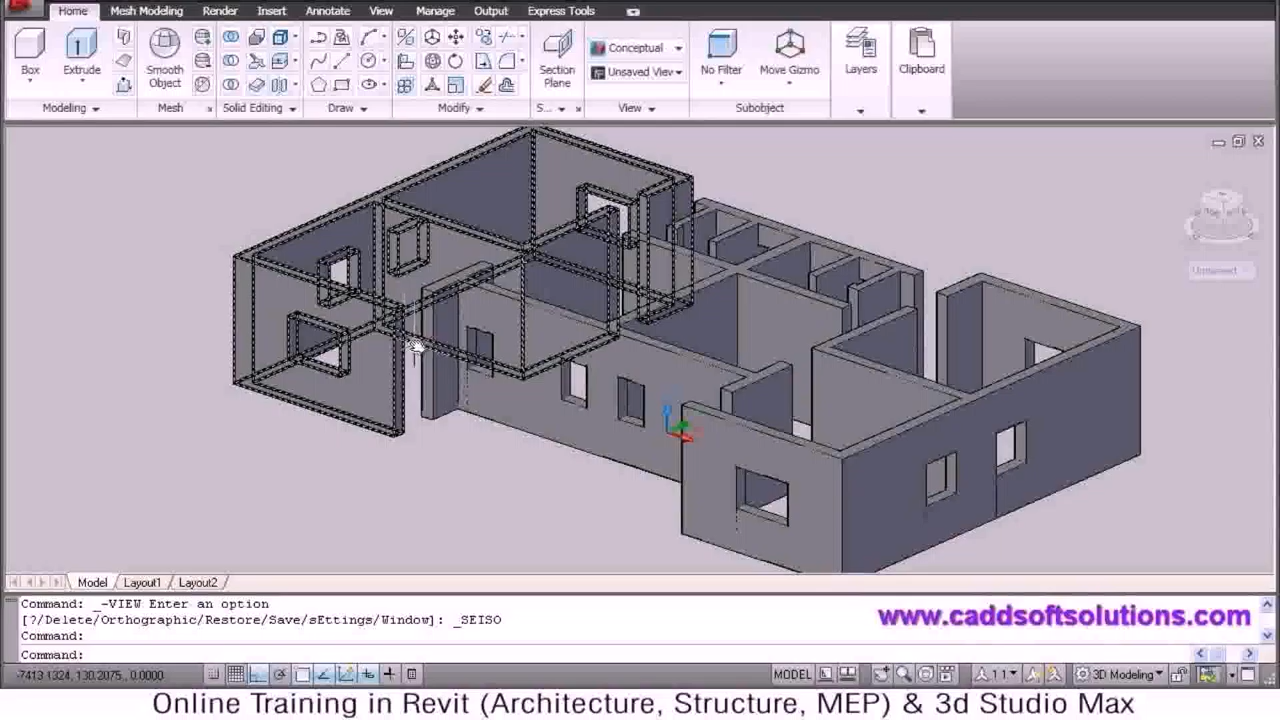 Home Mesh Modeling Render Insert Annotate View Manage Output Express Tools
Box Extrude Smooth Object Section Plane Conceptual Unsaved View No Filter Move Gizmo Layers Clipboard
Modeling Mesh Solid Editing Draw Modify S... View Subobject
Unsaved
Model Layout1 Layout2
Command: _-VIEW Enter an option
[?/Delete/Orthographic/Restore/Save/sEttings/Window]: _SEISO
Command:
Command:
www.caddsoftsolutions.com
-7413.1324, 130.2075, 0.0000 MODEL 1:1 3D Modeling
Online Training in Revit (Architecture, Structure, MEP) & 3d Studio Max